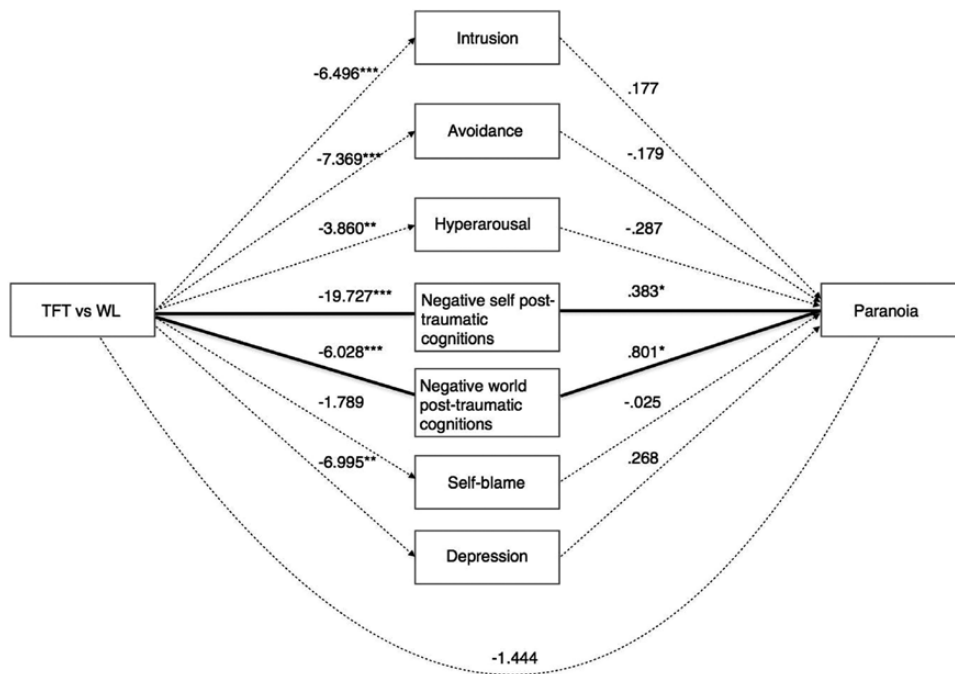 Intrusion
-6.496***
.177
Avoidance
-7.369***
-.179
Hyperarousal
-3.860**
-.287
-19.727***
Negative self post-
traumatic
cognitions
.383*
TFT vs WL
Paranoia
-6.028***
.801*
Negative world
post-traumatic
cognitions
-1.789
-.025
-6.995**
.268
Self-blame
Depression
-1.444